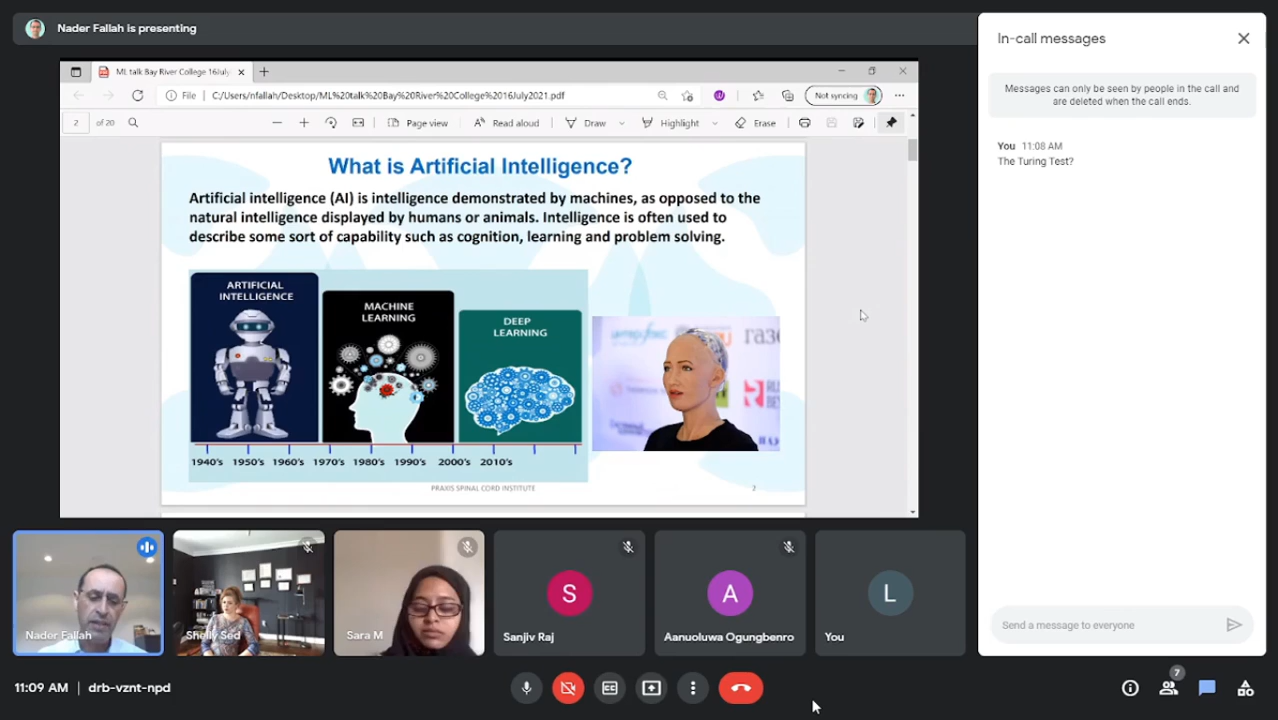 Nader Fallah is presenting
ML talk Bay River College 16July
File
C:/Users/nfallah/Desktop/ML%20talk%20Bay%20River%20College%2016July2021.pdf
Not syncing
2 of 20
Page view
Read aloud
Draw
Highlight
Erase
What is Artificial Intelligence?
Artificial intelligence (AI) is intelligence demonstrated by machines, as opposed to the
natural intelligence displayed by humans or animals. Intelligence is often used to
describe some sort of capability such as cognition, learning and problem solving.
ARTIFICIAL
INTELLIGENCE
MACHINE
LEARNING
DEEP
LEARNING
1940's 1950's 1960's 1970's 1980's 1990's 2000's 2010's
PRAXIS SPINAL CORD INSTITUTE
2
In-call messages
Messages can only be seen by people in the call and
are deleted when the call ends.
You 11:08 AM
The Turing Test?
Send a message to everyone
Nader Fallah
Shelly Sed
Sara M
S
Sanjiv Raj
A
Aanuoluwa Ogungbenro
L
You
11:09 AM | drb-vznt-npd
7